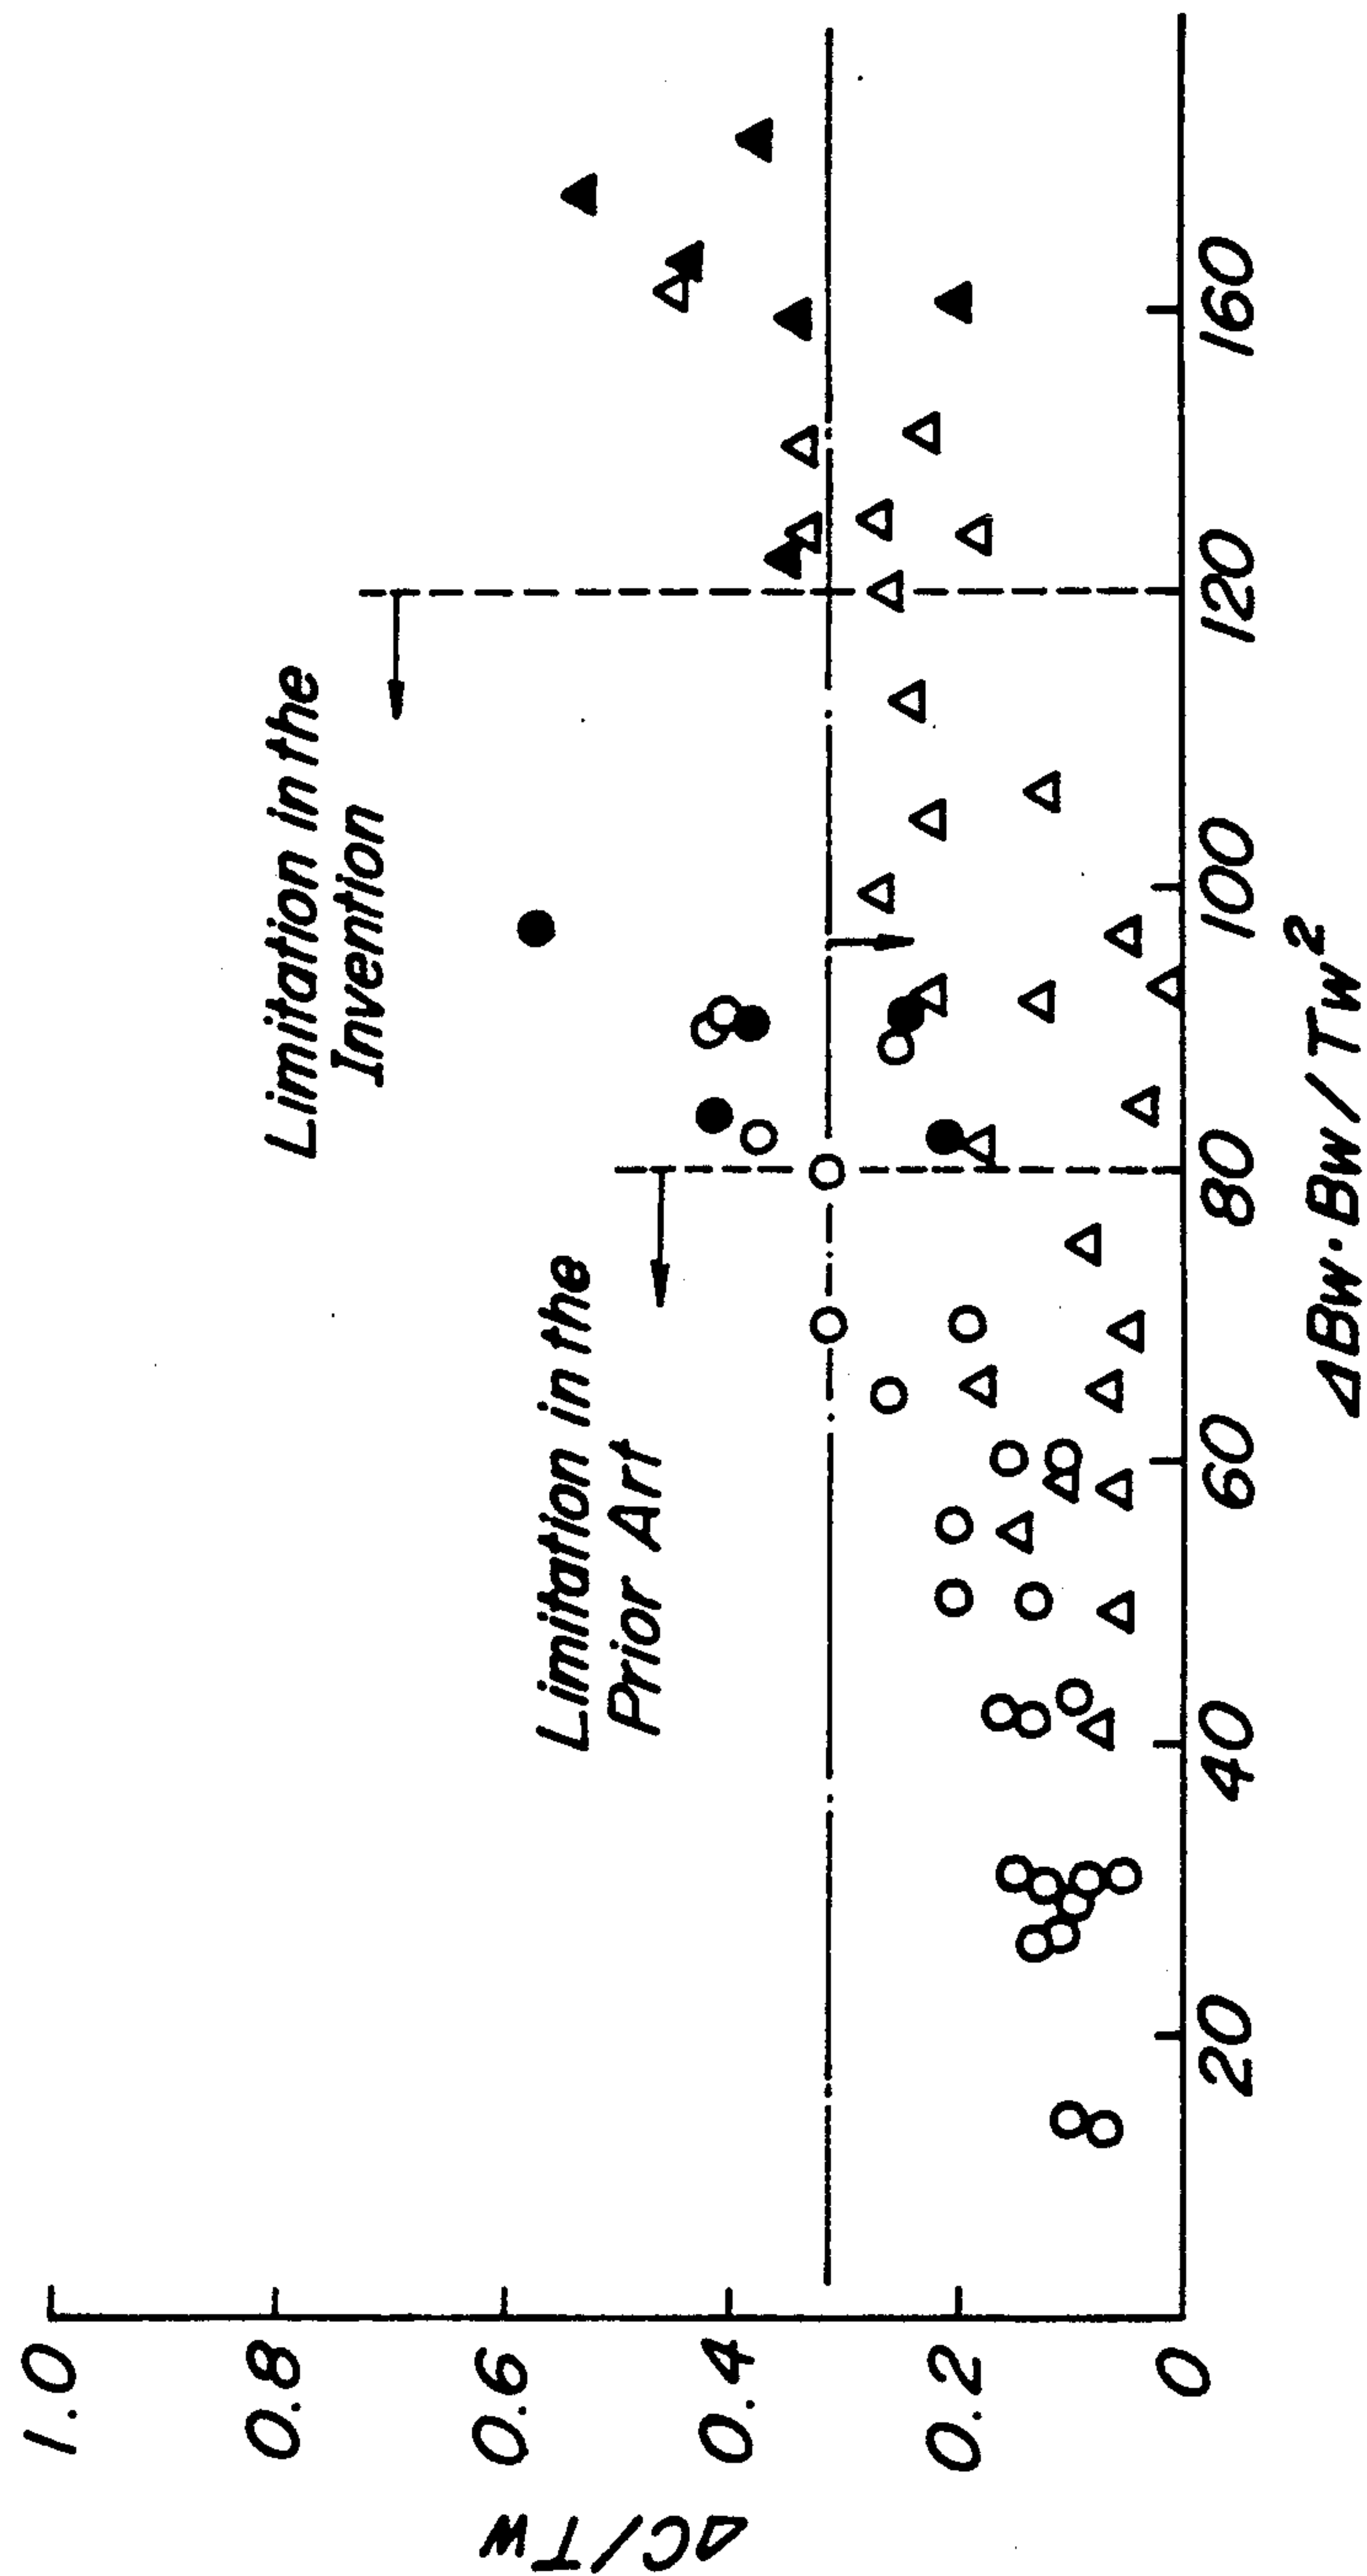 1.0
0.8
0.6
0.4
0.2
0
ΔC/Tw
Limitation in the
Invention
Limitation in the
Prior Art
20
40
60
80
100
120
160
ΔBw·Bw/Tw²